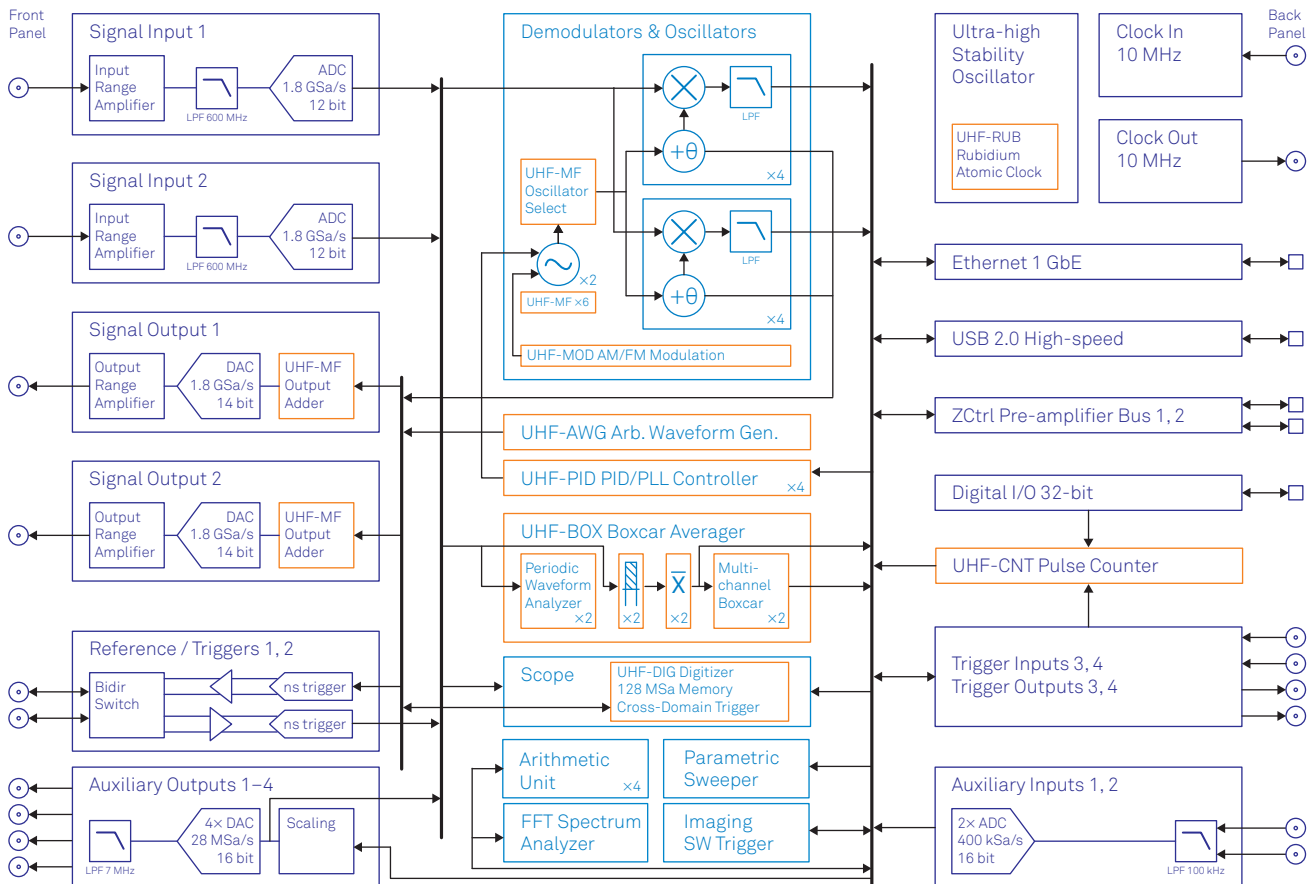 Front
Panel
Signal Input 1
Input
Range
Amplifier
LPF 600 MHz
ADC
1.8 GSa/s
12 bit
Signal Input 2
Input
Range
Amplifier
LPF 600 MHz
ADC
1.8 GSa/s
12 bit
Signal Output 1
Output
Range
Amplifier
DAC
1.8 GSa/s
14 bit
UHF-MF
Output
Adder
Signal Output 2
Output
Range
Amplifier
DAC
1.8 GSa/s
14 bit
UHF-MF
Output
Adder
Reference / Triggers 1, 2
Bidir
Switch
ns trigger
ns trigger
Auxiliary Outputs 1–4
LPF 7 MHz
4× DAC
28 MSa/s
16 bit
Scaling
Demodulators & Oscillators
LPF
+θ
×4
UHF-MF
Oscillator
Select
×2
UHF-MF ×6
LPF
+θ
×4
UHF-MOD AM/FM Modulation
UHF-AWG Arb. Waveform Gen.
UHF-PID PID/PLL Controller
×4
UHF-BOX Boxcar Averager
Periodic
Waveform
Analyzer
×2
×2
X̅
×2
Multi-
channel
Boxcar
×2
Scope
UHF-DIG Digitizer
128 MSa Memory
Cross-Domain Trigger
Arithmetic
Unit
×4
Parametric
Sweeper
FFT Spectrum
Analyzer
Imaging
SW Trigger
Back
Panel
Ultra-high
Stability
Oscillator
UHF-RUB
Rubidium
Atomic Clock
Clock In
10 MHz
Clock Out
10 MHz
Ethernet 1 GbE
USB 2.0 High-speed
ZCtrl Pre-amplifier Bus 1, 2
Digital I/O 32-bit
UHF-CNT Pulse Counter
Trigger Inputs 3, 4
Trigger Outputs 3, 4
Auxiliary Inputs 1, 2
2× ADC
400 kSa/s
16 bit
LPF 100 kHz